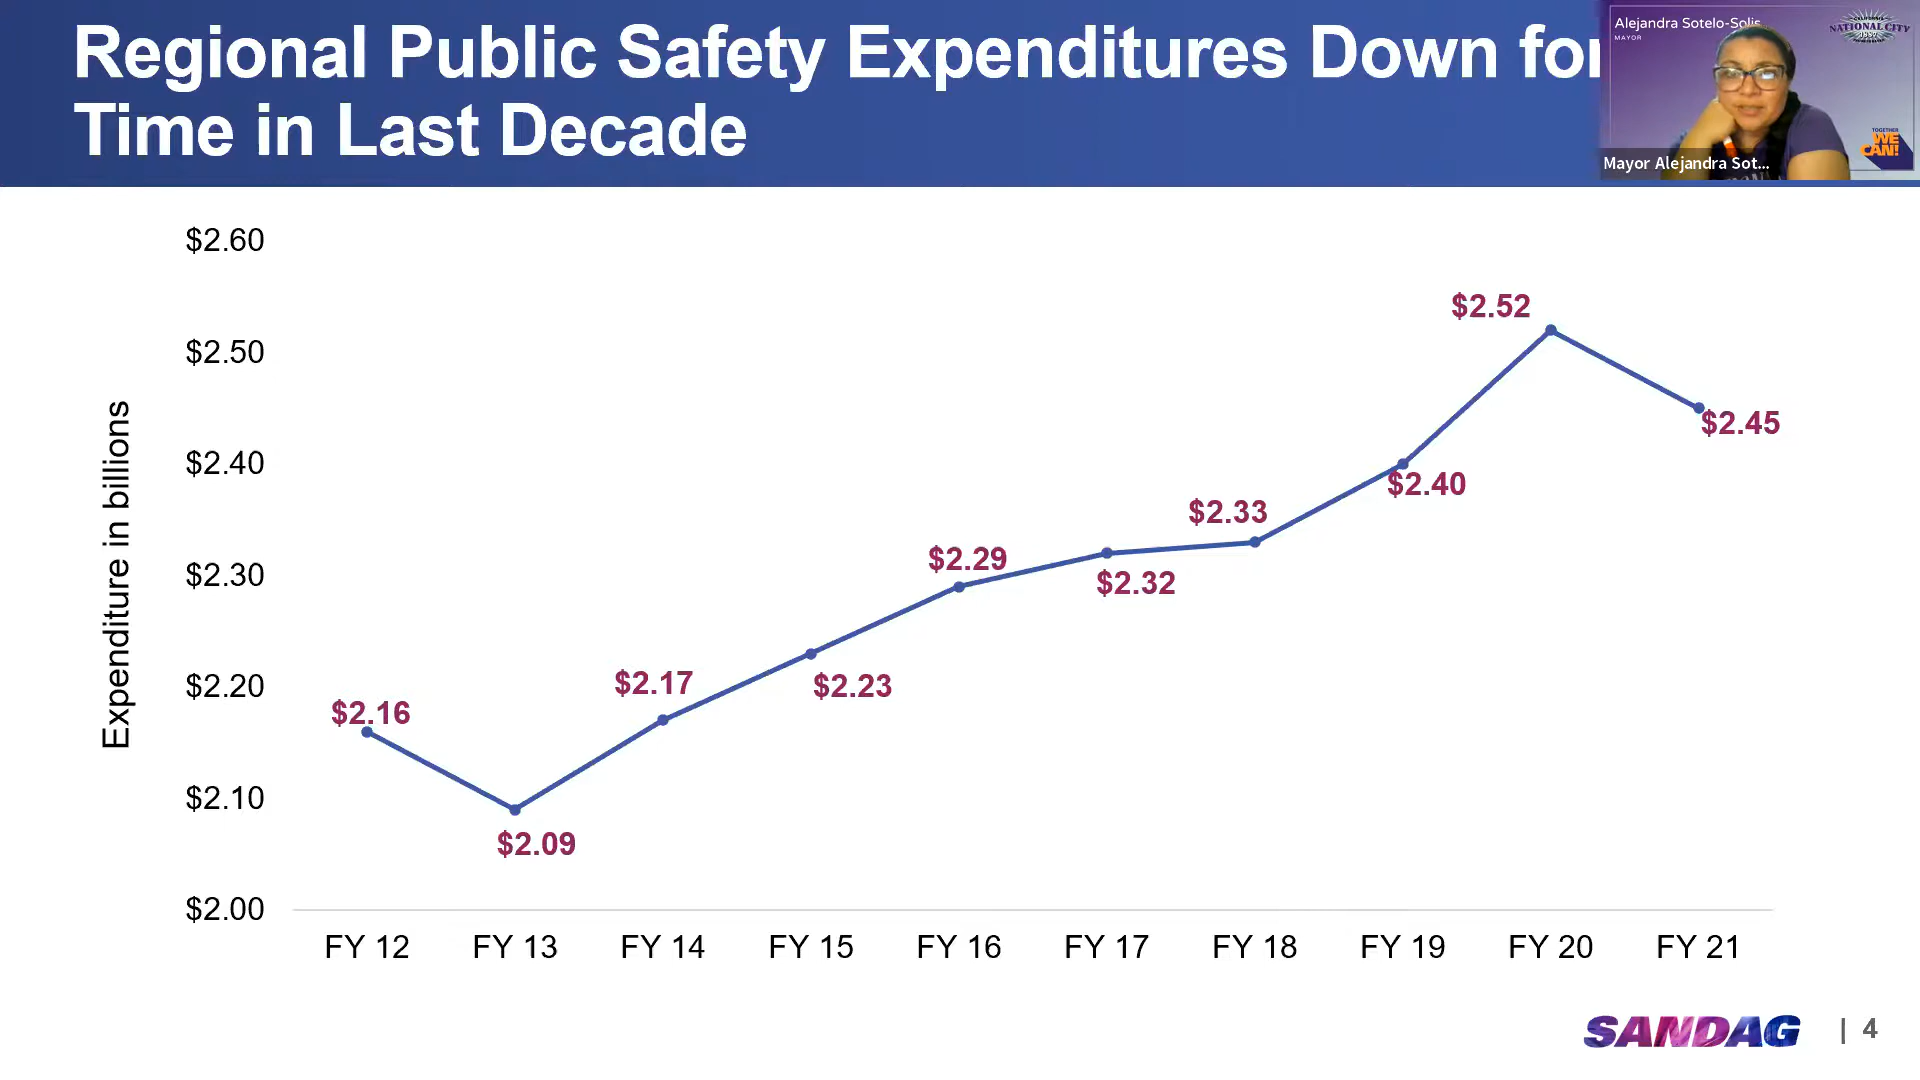 Regional Public Safety Expenditures Down for
Time in Last Decade
Alejandra Sotelo-Solis
MAYOR
CALIFORNIA
NATIONAL CITY
TOGETHER
WE
CAN!
Mayor Alejandra Sot...
Expenditure in billions
$2.60
$2.50
$2.40
$2.30
$2.20
$2.10
$2.00
$2.16
$2.09
$2.17
$2.23
$2.29
$2.32
$2.33
$2.40
$2.52
$2.45
FY 12 FY 13 FY 14 FY 15 FY 16 FY 17 FY 18 FY 19 FY 20 FY 21
SANDAG | 4